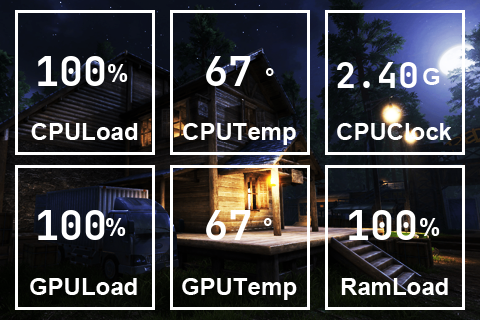 100% 67 ° 2.40G
CPULoad CPUTemp CPUClock
100% 67 ° 100%
GPULoad GPUTemp RamLoad